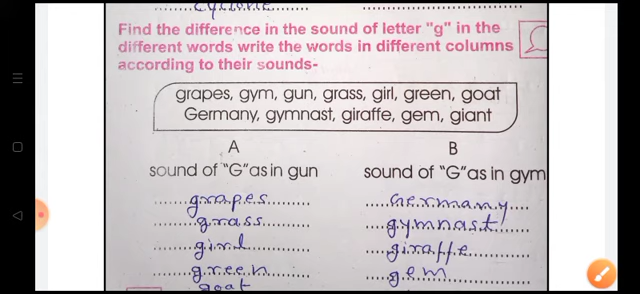 cyclone
Find the difference in the sound of letter "g" in the
different words write the words in different columns
according to their sounds-
grapes, gym, gun, grass, girl, green, goat
Germany, gymnast, giraffe, gem, giant
A
B
sound of "G"as in gun
sound of "G"as in gym
grapes
Germany
grass
gymnast
girl
giraffe
green
gem
goat